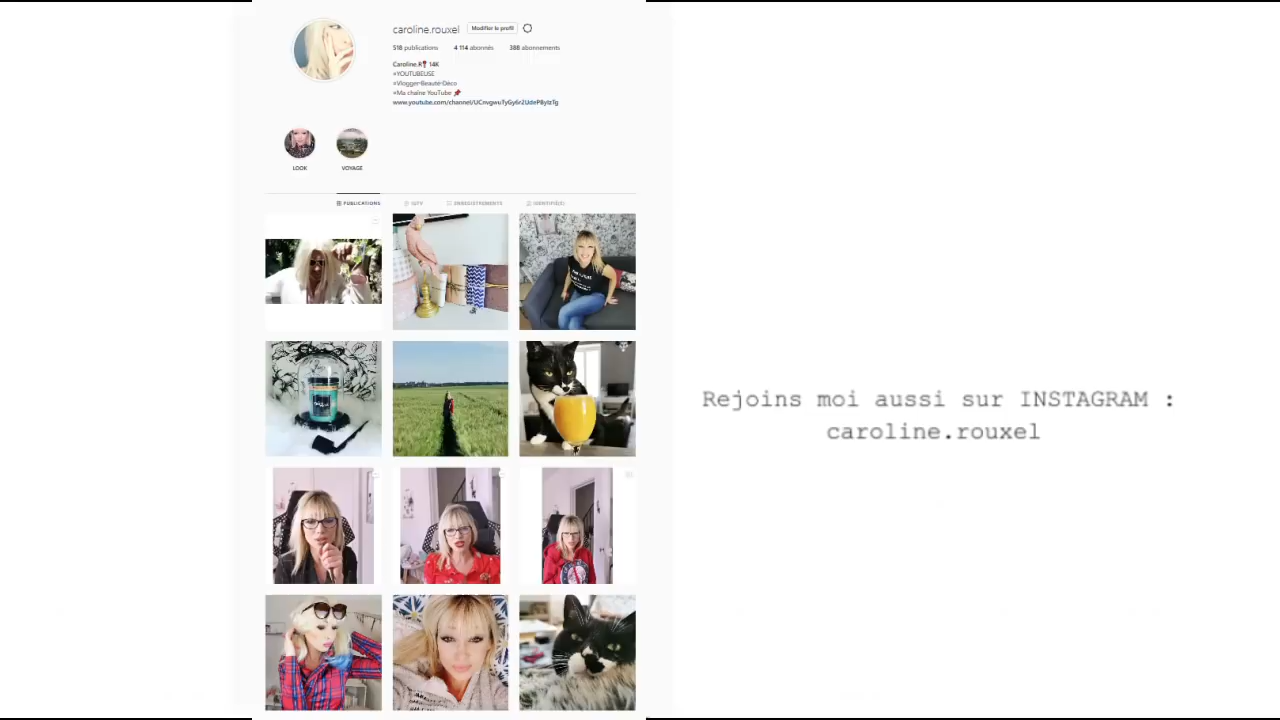 caroline.rouxel Modifier le profil
518 publications 4 114 abonnés 388 abonnements
Caroline.R📍 14K
»YOUTUBEUSE
»Vlogger-Beauté-Déco
»Ma chaîne YouTube 📌
LOOK VOYAGE
PUBLICATIONS IGTV ENREGISTREMENTS IDENTIFIÉ(E)
Rejoins moi aussi sur INSTAGRAM :
caroline.rouxel